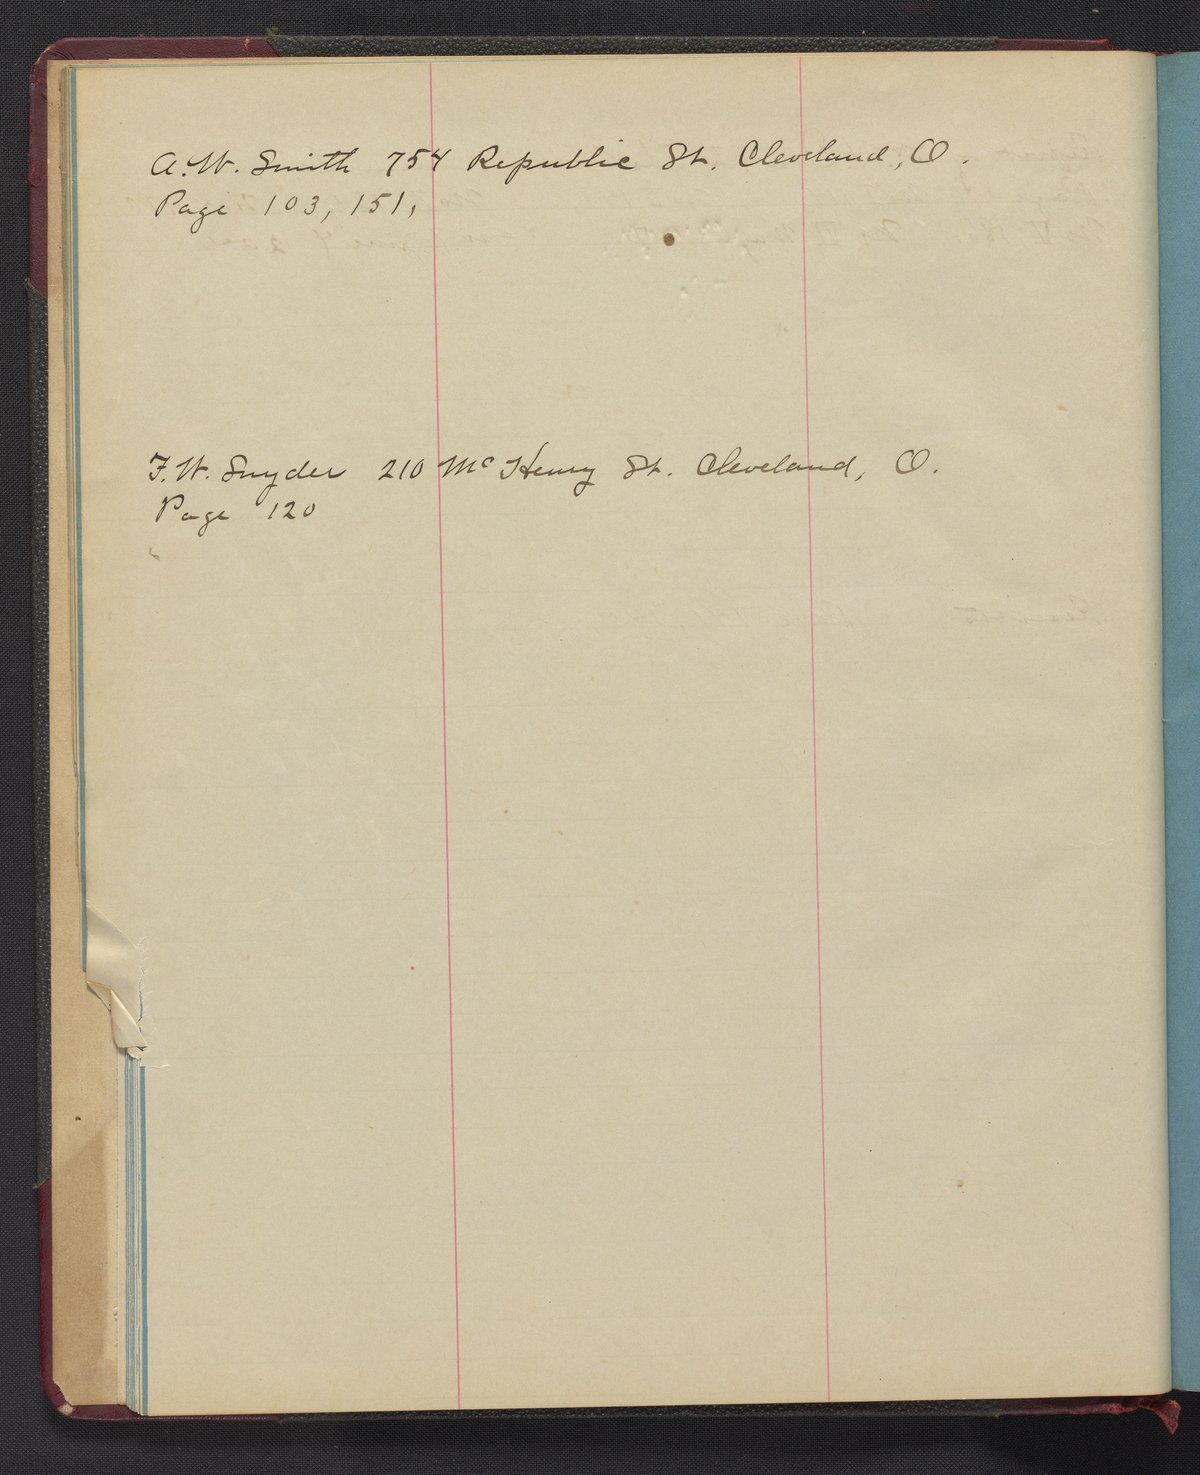 A. W. Smith 754 Republic St. Cleveland, O.
Page 103, 151,
F. W. Snyder 210 McHenry St. Cleveland, O.
Page 120